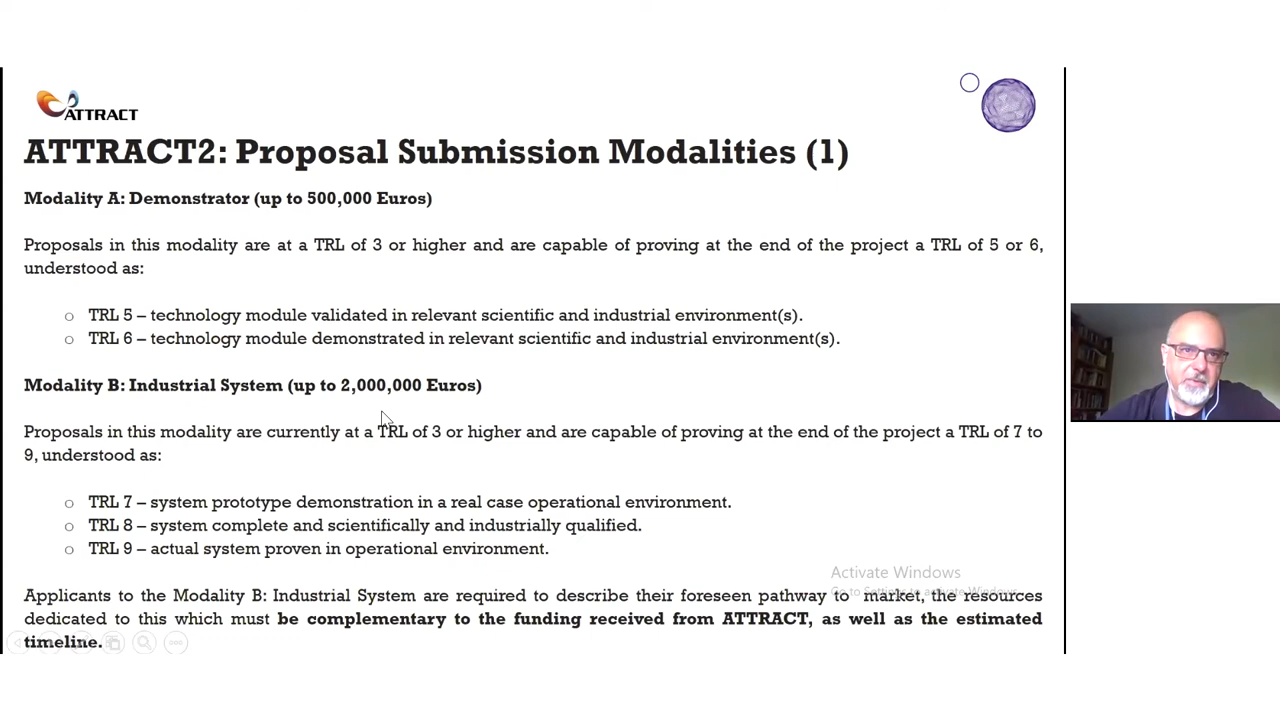 ATTRACT
ATTRACT2: Proposal Submission Modalities (1)
Modality A: Demonstrator (up to 500,000 Euros)
Proposals in this modality are at a TRL of 3 or higher and are capable of proving at the end of the project a TRL of 5 or 6,
understood as:
○ TRL 5 – technology module validated in relevant scientific and industrial environment(s).
○ TRL 6 – technology module demonstrated in relevant scientific and industrial environment(s).
Modality B: Industrial System (up to 2,000,000 Euros)
Proposals in this modality are currently at a TRL of 3 or higher and are capable of proving at the end of the project a TRL of 7 to
9, understood as:
○ TRL 7 – system prototype demonstration in a real case operational environment.
○ TRL 8 – system complete and scientifically and industrially qualified.
○ TRL 9 – actual system proven in operational environment.
Activate Windows
Go to Settings to activate Windows.
Applicants to the Modality B: Industrial System are required to describe their foreseen pathway to market, the resources
dedicated to this which must be complementary to the funding received from ATTRACT, as well as the estimated
timeline.